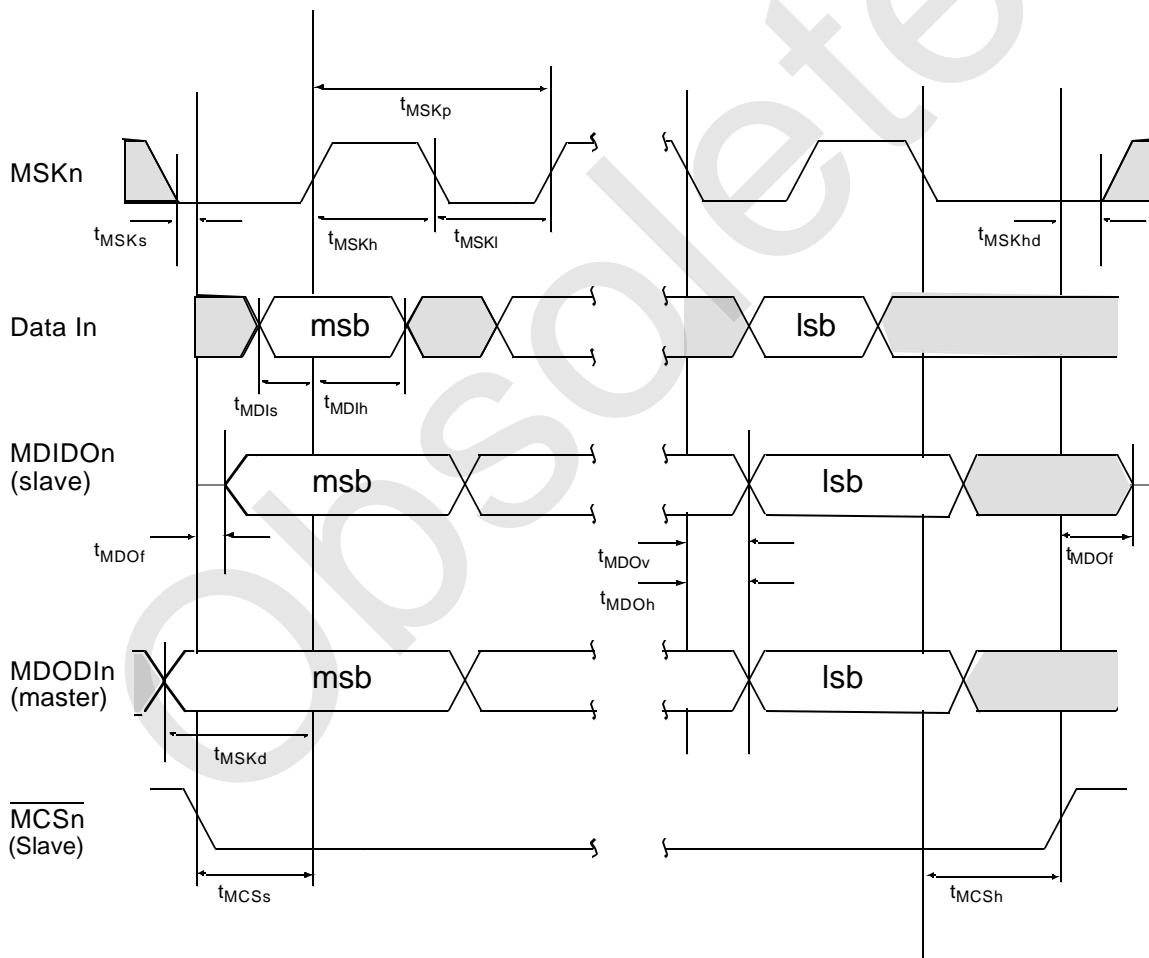 Obsolete
tMSKp
MSKn
tMSKs
tMSKh
tMSKl
tMSKhd
Data In
msb
lsb
tMDIs
tMDIh
MDIDOn
(slave)
msb
lsb
tMDOf
tMDOv
tMDOf
tMDOh
MDODIn
(master)
msb
lsb
tMSKd
MCSn
(Slave)
tMCSs
tMCSh